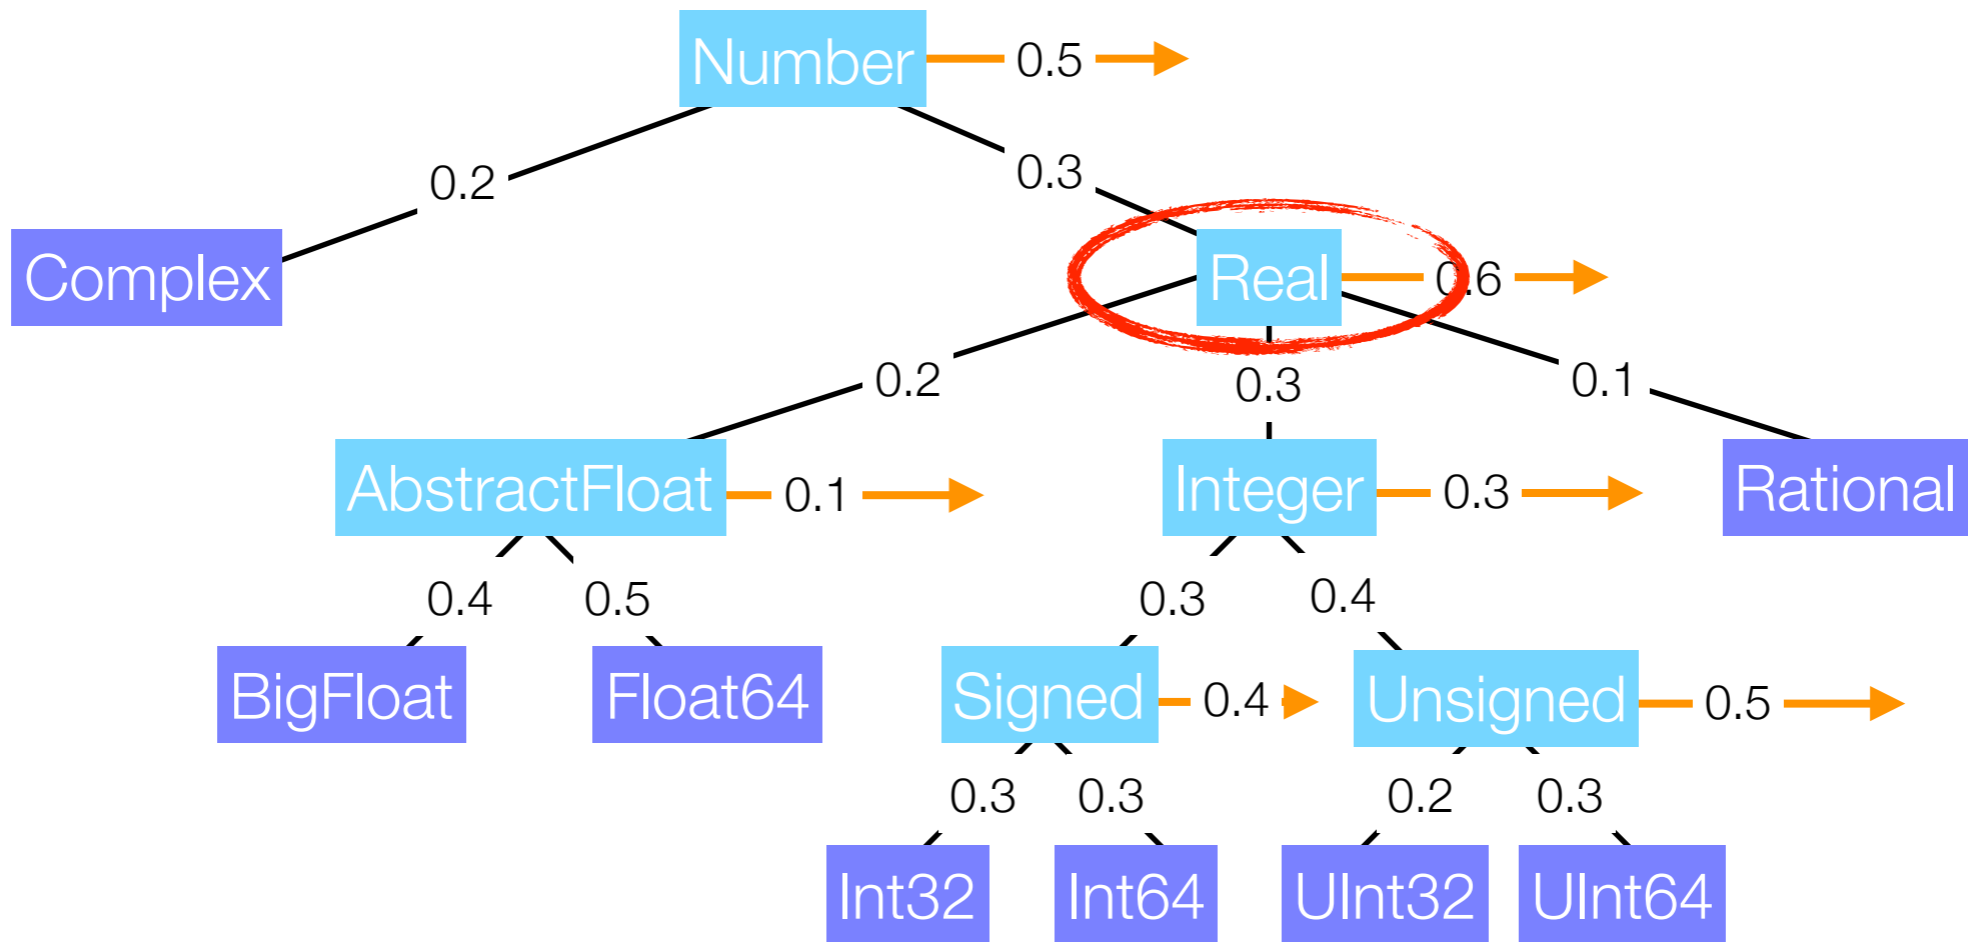 Number
0.5
0.2
0.3
Complex
Real
0.6
0.2
0.3
0.1
AbstractFloat
0.1
Integer
0.3
Rational
0.4
0.5
0.3
0.4
BigFloat
Float64
Signed
0.4
Unsigned
0.5
0.3
0.3
0.2
0.3
Int32
Int64
UInt32
UInt64